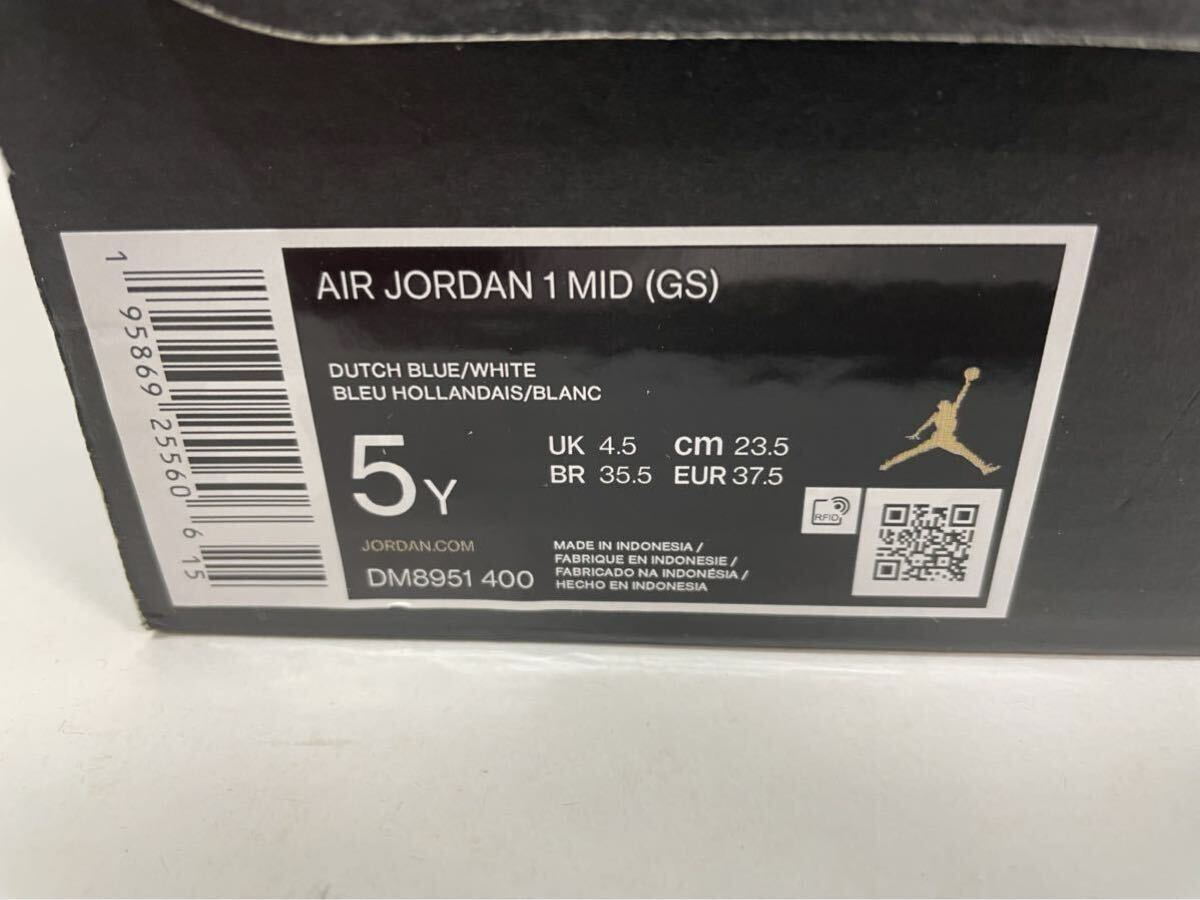 AIR JORDAN 1 MID (GS)
DUTCH BLUE/WHITE
BLEU HOLLANDAIS/BLANC
5Y
UK 4.5 cm 23.5
BR 35.5 EUR 37.5
RFID
JORDAN.COM
DM8951 400
MADE IN INDONESIA /
FABRIQUE EN INDONESIE /
FABRICADO NA INDONÉSIA /
HECHO EN INDONESIA
1 95869 25560 6 15